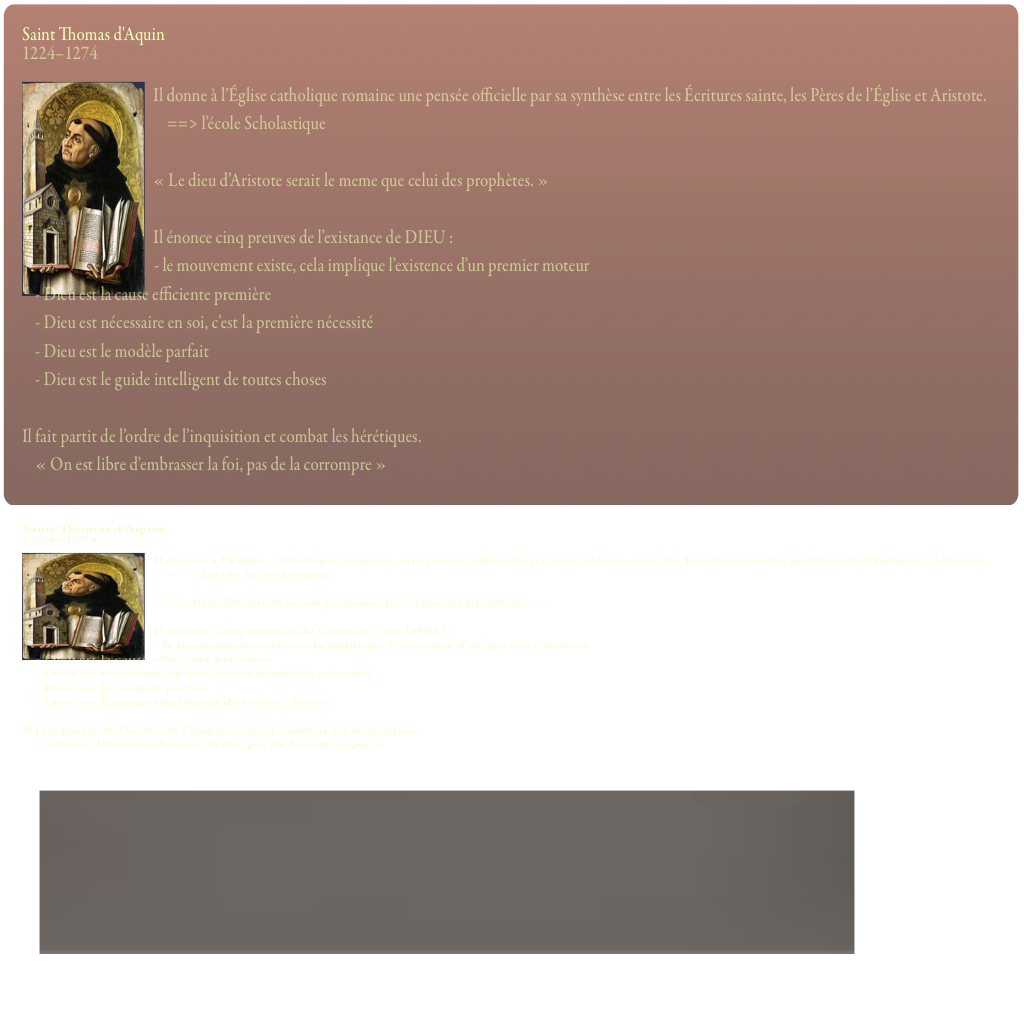 Saint Thomas d'Aquin
1224–1274
Il donne à l'Église catholique romaine une pensée officielle par sa synthèse entre les Écritures sainte, les Pères de l'Église et Aristote.
==> l'école Scholastique
« Le dieu d'Aristote serait le meme que celui des prophètes. »
Il énonce cinq preuves de l'existance de DIEU :
- le mouvement existe, cela implique l'existence d'un premier moteur
- Dieu est la cause efficiente première
- Dieu est nécessaire en soi, c'est la première nécessité
- Dieu est le modèle parfait
- Dieu est le guide intelligent de toutes choses
Il fait partit de l'ordre de l'inquisition et combat les hérétiques.
« On est libre d'embrasser la foi, pas de la corrompre »
Saint Thomas d'Aquin
1224–1274
Il donne à l'Église catholique romaine une pensée officielle par sa synthèse entre les Écritures sainte, les Pères de l'Église et Aristote.
==> l'école Scholastique
« Le dieu d'Aristote serait le meme que celui des prophètes. »
Il énonce cinq preuves de l'existance de DIEU :
- le mouvement existe, cela implique l'existence d'un premier moteur
- Dieu est la cause efficiente première
- Dieu est nécessaire en soi, c'est la première nécessité
- Dieu est le modèle parfait
- Dieu est le guide intelligent de toutes choses
Il fait partit de l'ordre de l'inquisition et combat les hérétiques.
« On est libre d'embrasser la foi, pas de la corrompre »